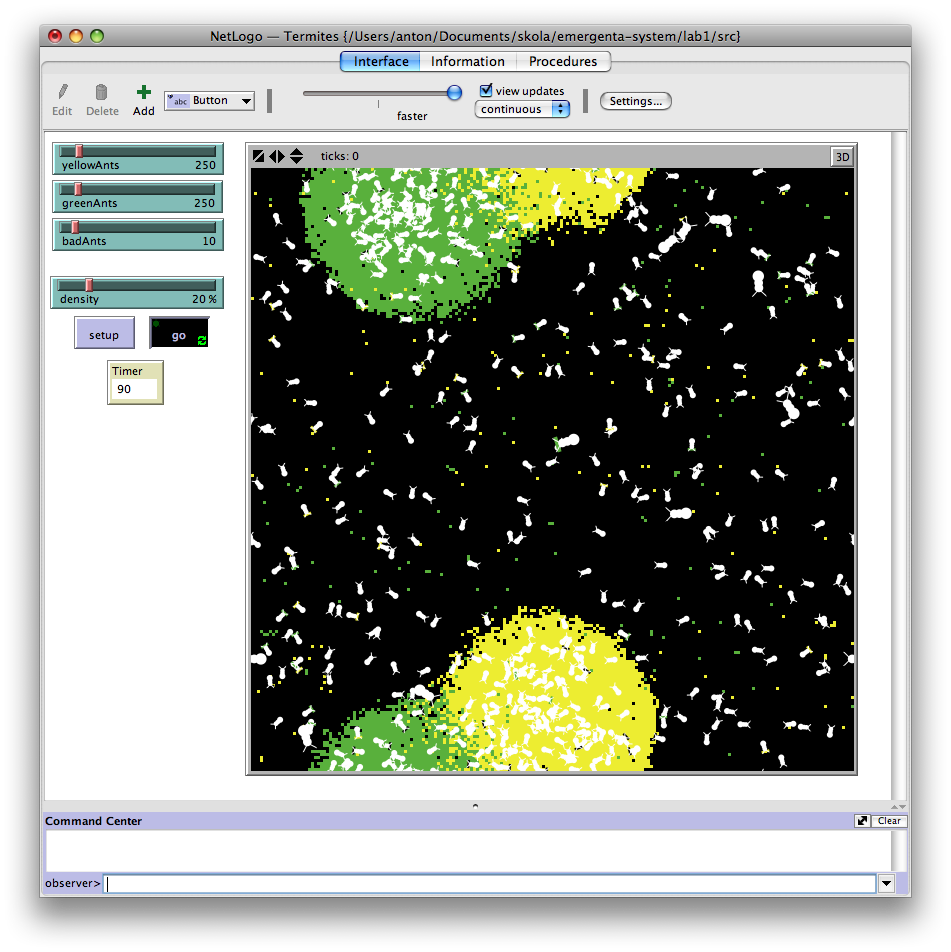 NetLogo — Termites {/Users/anton/Documents/skola/emergenta-system/lab1/src}
Interface Information Procedures
Edit Delete Add abc Button faster view updates continuous Settings...
ticks: 0 3D
yellowAnts 250
greenAnts 250
badAnts 10
density 20 %
setup go
Timer
90
Command Center Clear
observer>